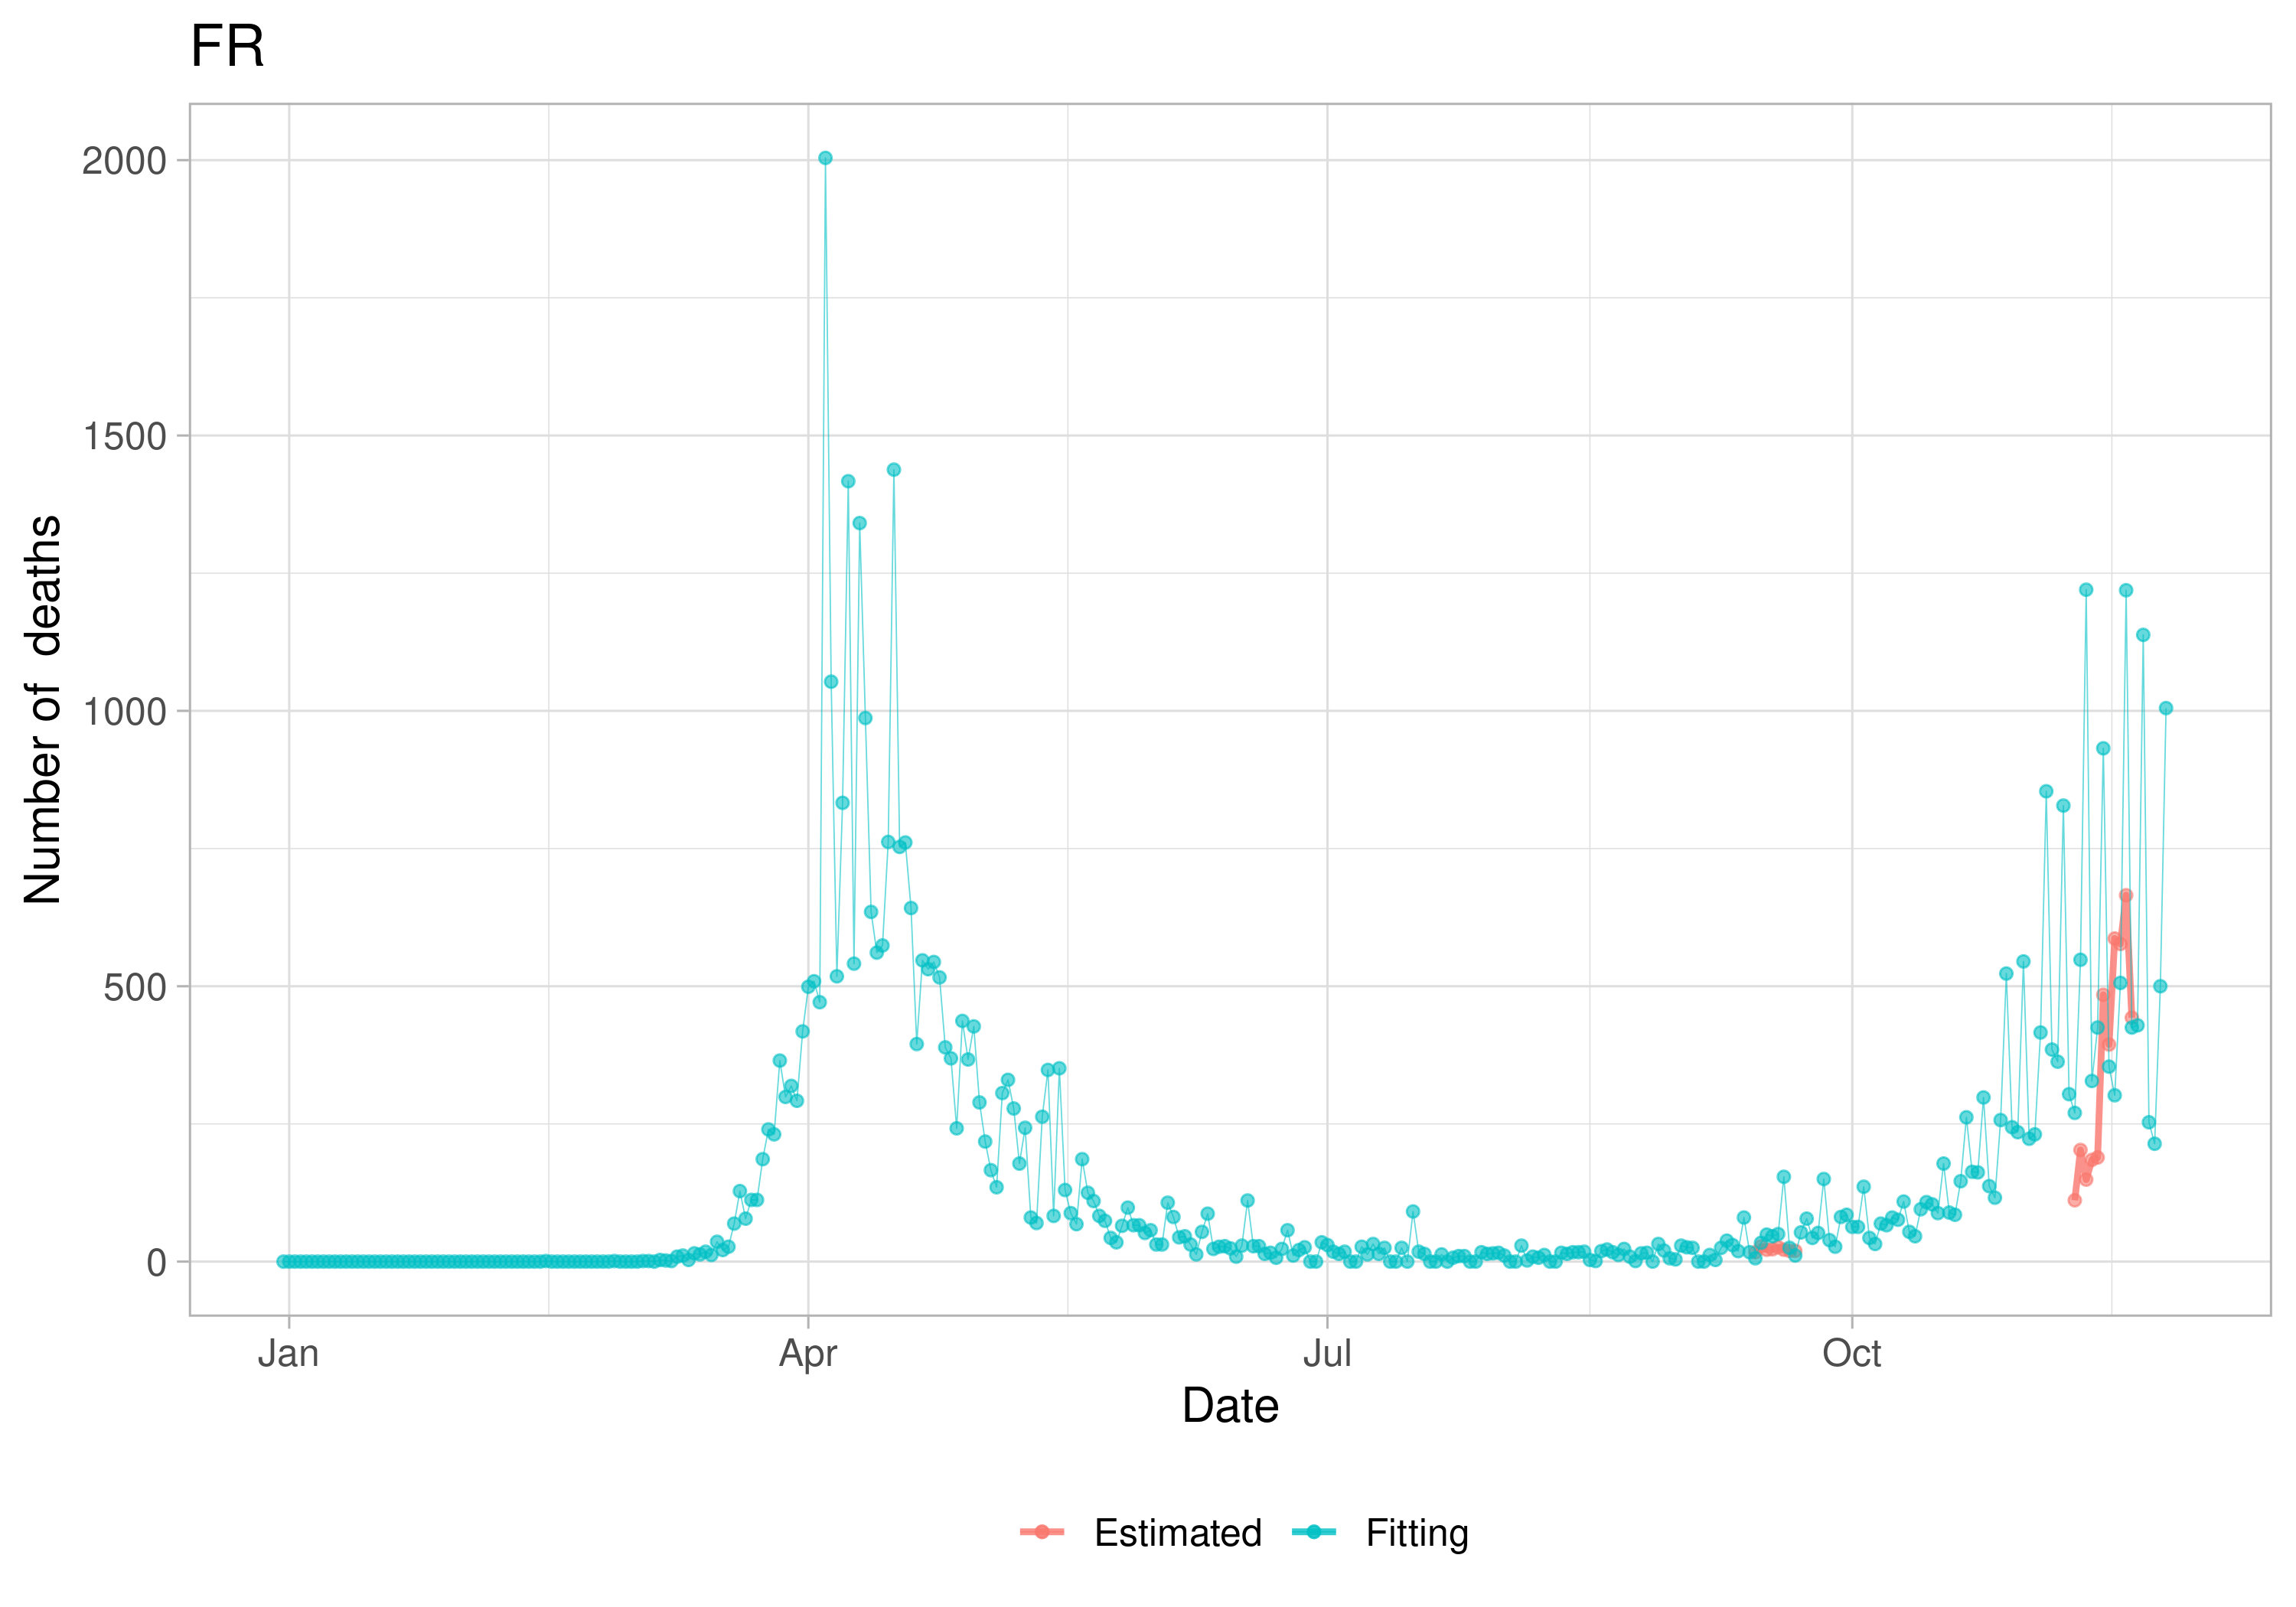 FR
2000
1500
1000
500
0
Number of  deaths
Jan Apr Jul Oct
Date
Estimated Fitting